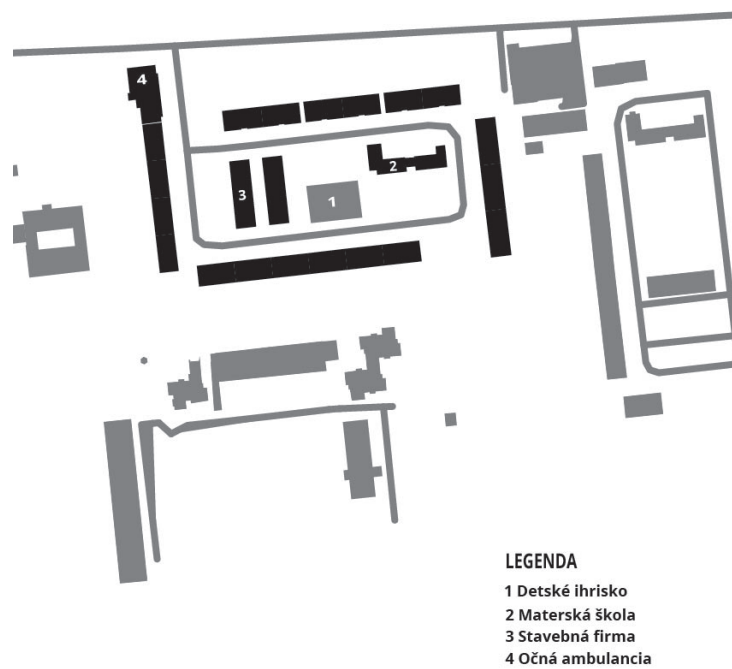 4
2
3
1
LEGENDA
1 Detské ihrisko
2 Materská škola
3 Stavebná firma
4 Očná ambulancia